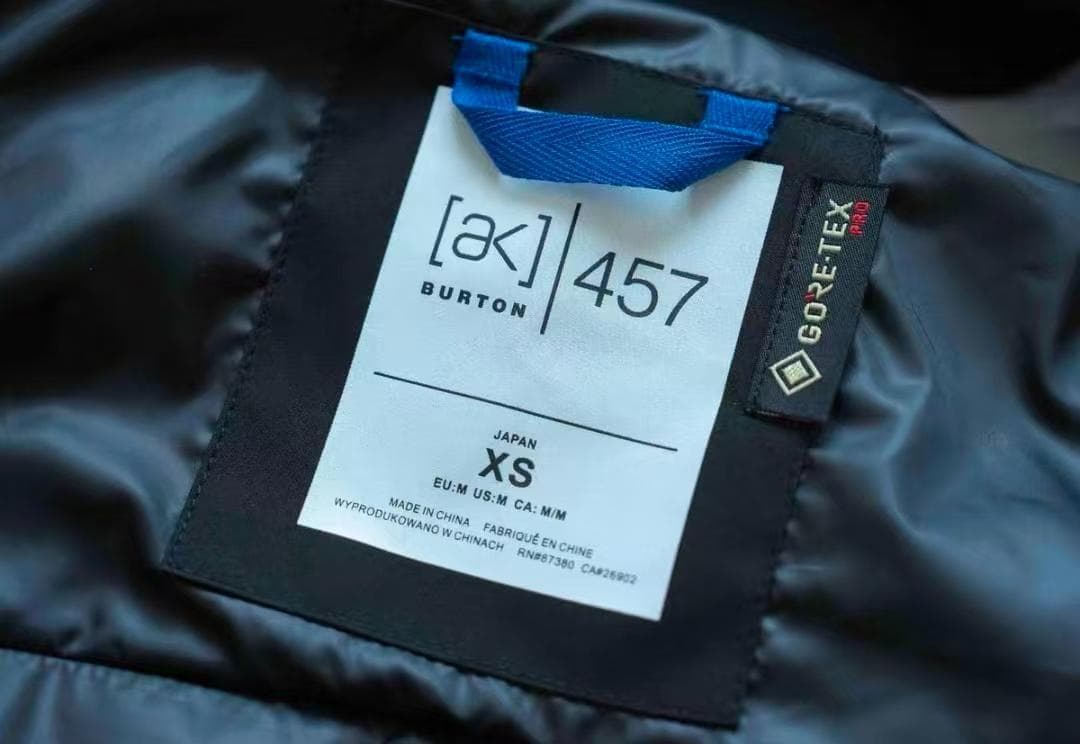 [ak] 457
BURTON
JAPAN
XS
EU:M US:M CA: M/M
MADE IN CHINA FABRIQUÉ EN CHINE
WYPRODUKOWANO W CHINACH RN#87380 CA#26902
GORE-TEX
PRO